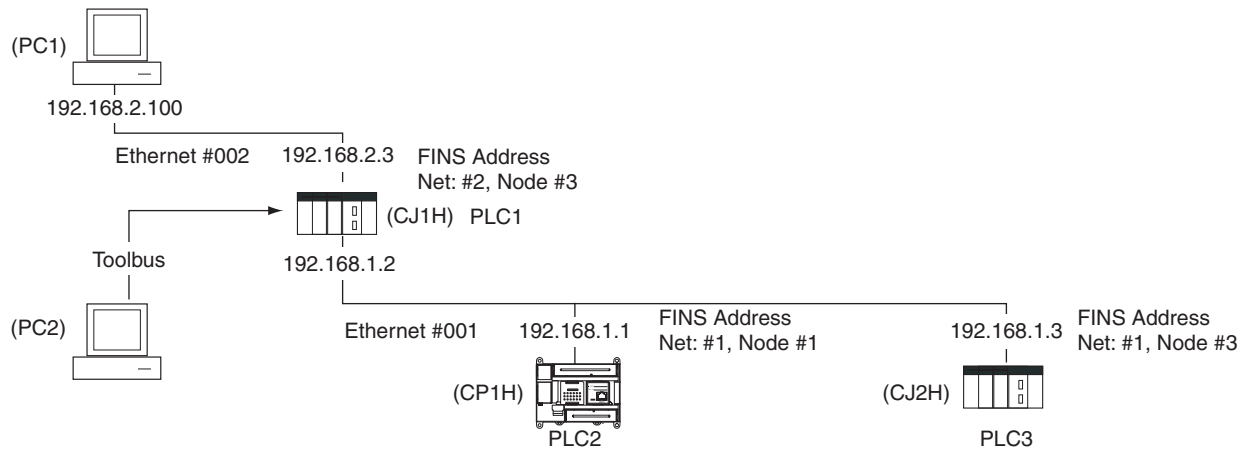 (PC1)
192.168.2.100
Ethernet #002
192.168.2.3
FINS Address
Net: #2, Node #3
(CJ1H) PLC1
Toolbus
192.168.1.2
(PC2)
Ethernet #001
192.168.1.1
FINS Address
Net: #1, Node #1
192.168.1.3
FINS Address
Net: #1, Node #3
(CP1H)
PLC2
(CJ2H)
PLC3